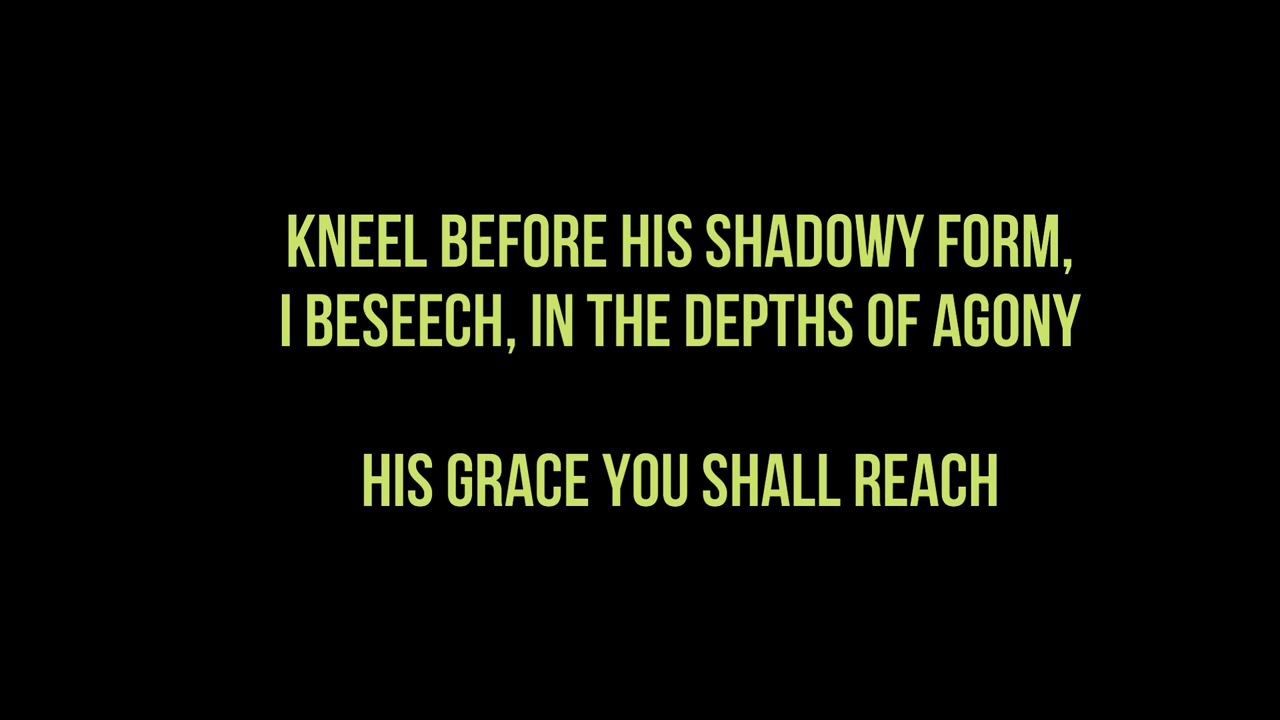 KNEEL BEFORE HIS SHADOWY FORM,
I BESEECH, IN THE DEPTHS OF AGONY
HIS GRACE YOU SHALL REACH